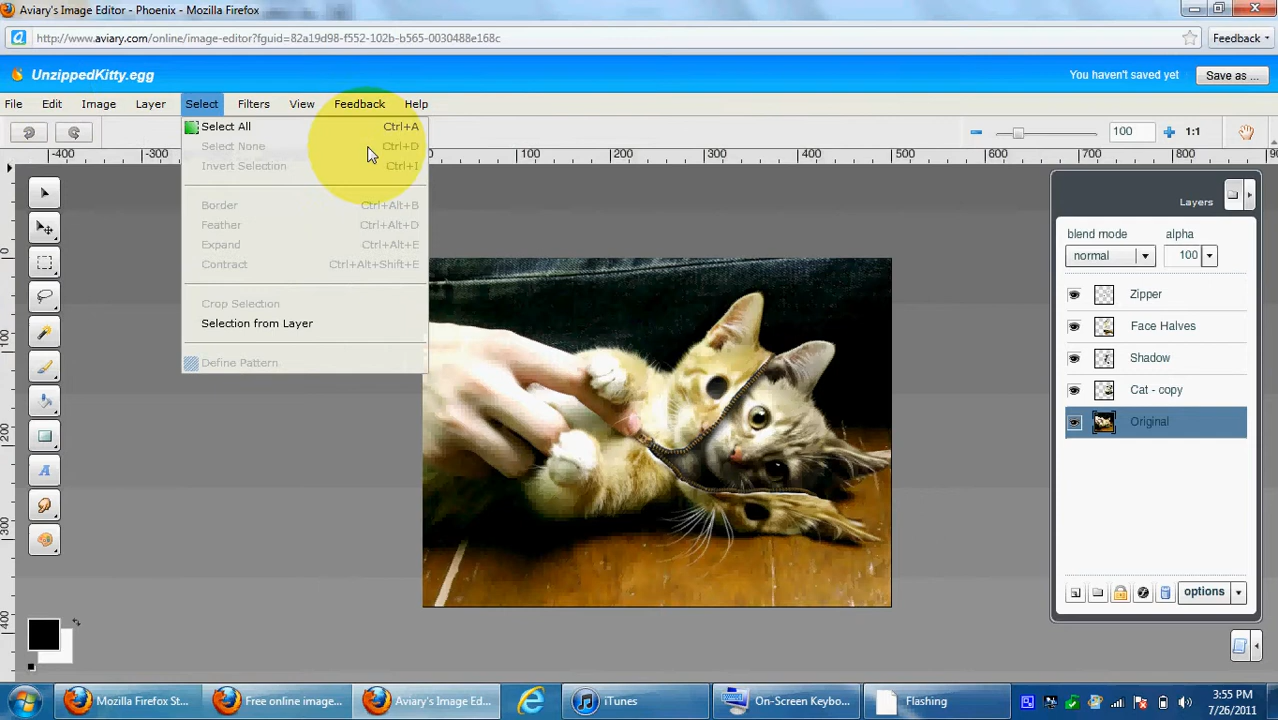 Aviary's Image Editor - Phoenix - Mozilla Firefox
http://www.aviary.com/online/image-editor?fguid=82a19d98-f552-102b-b565-0030488e168c
Feedback
UnzippedKitty.egg
You haven't saved yet
Save as ...
File Edit Image Layer Select Filters View Feedback Help
100 1:1
Select All Ctrl+A
Select None Ctrl+D
Invert Selection Ctrl+I
Border Ctrl+Alt+B
Feather Ctrl+Alt+D
Expand Ctrl+Alt+E
Contract Ctrl+Alt+Shift+E
Crop Selection
Selection from Layer
Define Pattern
-400 -300 100 200 300 400 500 600 700 800
0
100
200
300
400
A
Layers
blend mode alpha
normal 100
Zipper
Face Halves
Shadow
Cat - copy
Original
options
Mozilla Firefox St...
Free online image...
Aviary's Image Ed...
iTunes
On-Screen Keybo...
Flashing
3:55 PM
7/26/2011